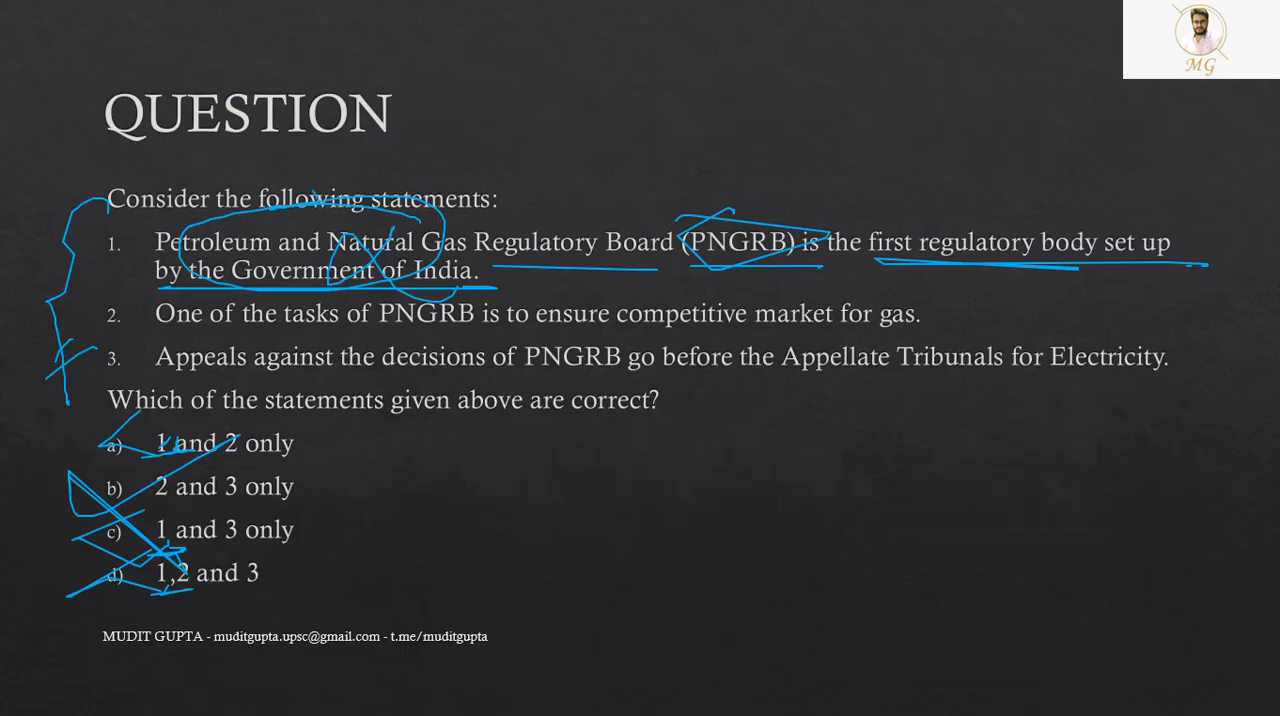 MG
QUESTION
Consider the following statements:
1. Petroleum and Natural Gas Regulatory Board (PNGRB) is the first regulatory body set up
by the Government of India.
2. One of the tasks of PNGRB is to ensure competitive market for gas.
3. Appeals against the decisions of PNGRB go before the Appellate Tribunals for Electricity.
Which of the statements given above are correct?
a) 1 and 2 only
b) 2 and 3 only
c) 1 and 3 only
d) 1,2 and 3
MUDIT GUPTA - muditgupta.upsc@gmail.com - t.me/muditgupta